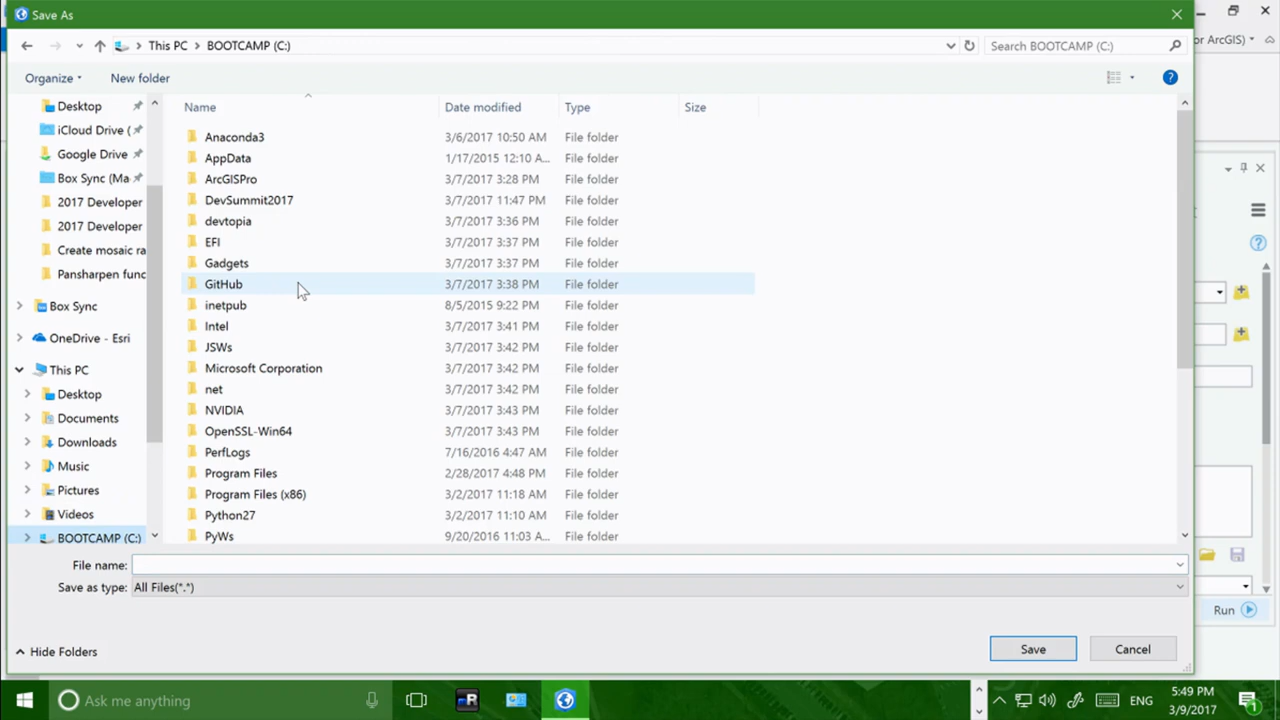 Save As
This PC BOOTCAMP (C:)
Search BOOTCAMP (C:)
or ArcGIS)
Organize
New folder
Name Date modified Type Size
Desktop
iCloud Drive (
Google Drive
Box Sync (Ma
2017 Developer
2017 Developer
Create mosaic ra
Pansharpen func
Box Sync
OneDrive - Esri
This PC
Desktop
Documents
Downloads
Music
Pictures
Videos
BOOTCAMP (C:)
Anaconda3 3/6/2017 10:50 AM File folder
AppData 1/17/2015 12:10 A... File folder
ArcGISPro 3/7/2017 3:28 PM File folder
DevSummit2017 3/7/2017 11:47 PM File folder
devtopia 3/7/2017 3:36 PM File folder
EFI 3/7/2017 3:37 PM File folder
Gadgets 3/7/2017 3:37 PM File folder
GitHub 3/7/2017 3:38 PM File folder
inetpub 8/5/2015 9:22 PM File folder
Intel 3/7/2017 3:41 PM File folder
JSWs 3/7/2017 3:42 PM File folder
Microsoft Corporation 3/7/2017 3:42 PM File folder
net 3/7/2017 3:42 PM File folder
NVIDIA 3/7/2017 3:43 PM File folder
OpenSSL-Win64 3/7/2017 3:43 PM File folder
PerfLogs 7/16/2016 4:47 AM File folder
Program Files 2/28/2017 4:48 PM File folder
Program Files (x86) 3/2/2017 11:18 AM File folder
Python27 3/2/2017 11:10 AM File folder
PyWs 9/20/2016 11:03 A... File folder
File name:
Save as type: All Files(*.*)
Run
Hide Folders
Save
Cancel
Ask me anything
R
ENG
5:49 PM
3/9/2017
1